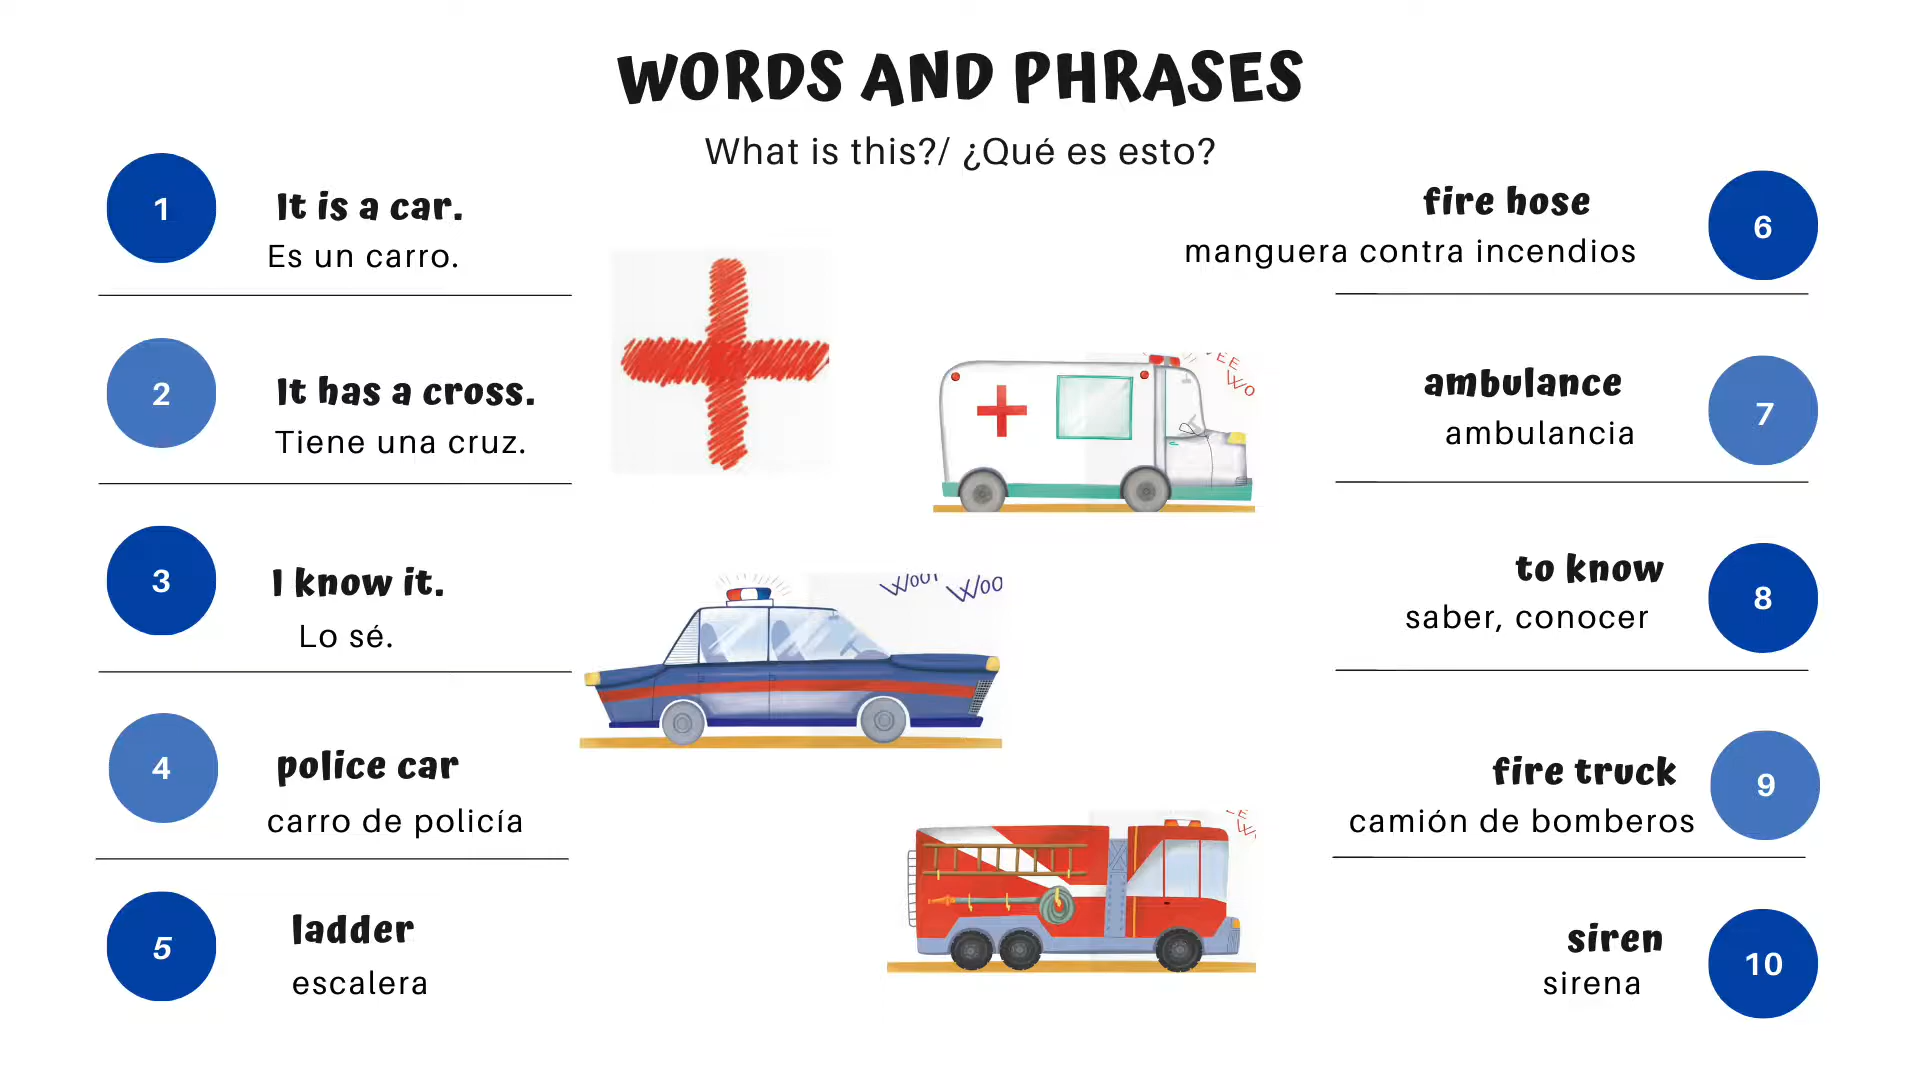 WORDS AND PHRASES
What is this?/ ¿Qué es esto?
1
It is a car.
Es un carro.
2
It has a cross.
Tiene una cruz.
3
I know it.
Lo sé.
4
police car
carro de policía
5
ladder
escalera
6
fire hose
manguera contra incendios
7
ambulance
ambulancia
8
to know
saber, conocer
9
fire truck
camión de bomberos
10
siren
sirena